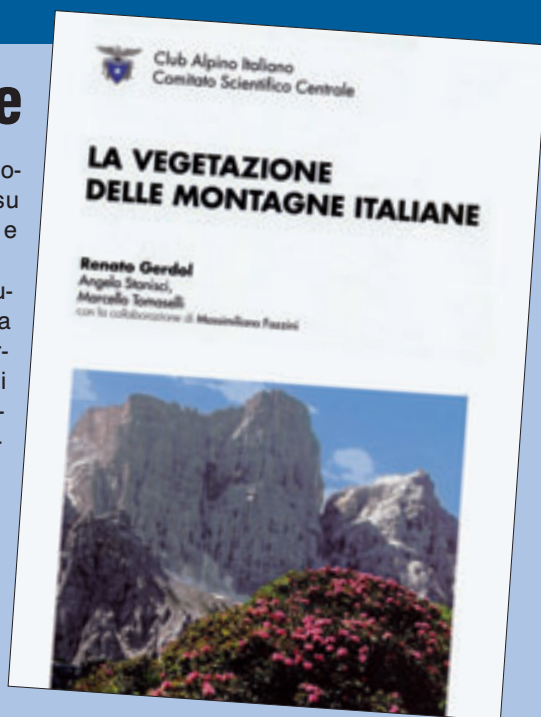 e
o-
su
e
u-
a
r-
i
-
.
Club Alpino Italiano
Comitato Scientifico Centrale
LA VEGETAZIONE
DELLE MONTAGNE ITALIANE
Renato Gerdol
Angela Stanisci,
Marcello Tomaselli
con la collaborazione di Massimiliano Fazzini